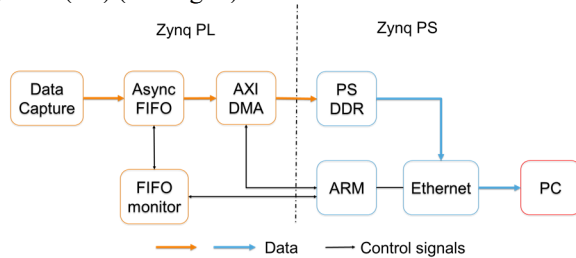 Zynq PL
Zynq PS
Data
Capture
Async
FIFO
AXI
DMA
PS
DDR
FIFO
monitor
ARM
Ethernet
PC
Data
Control signals